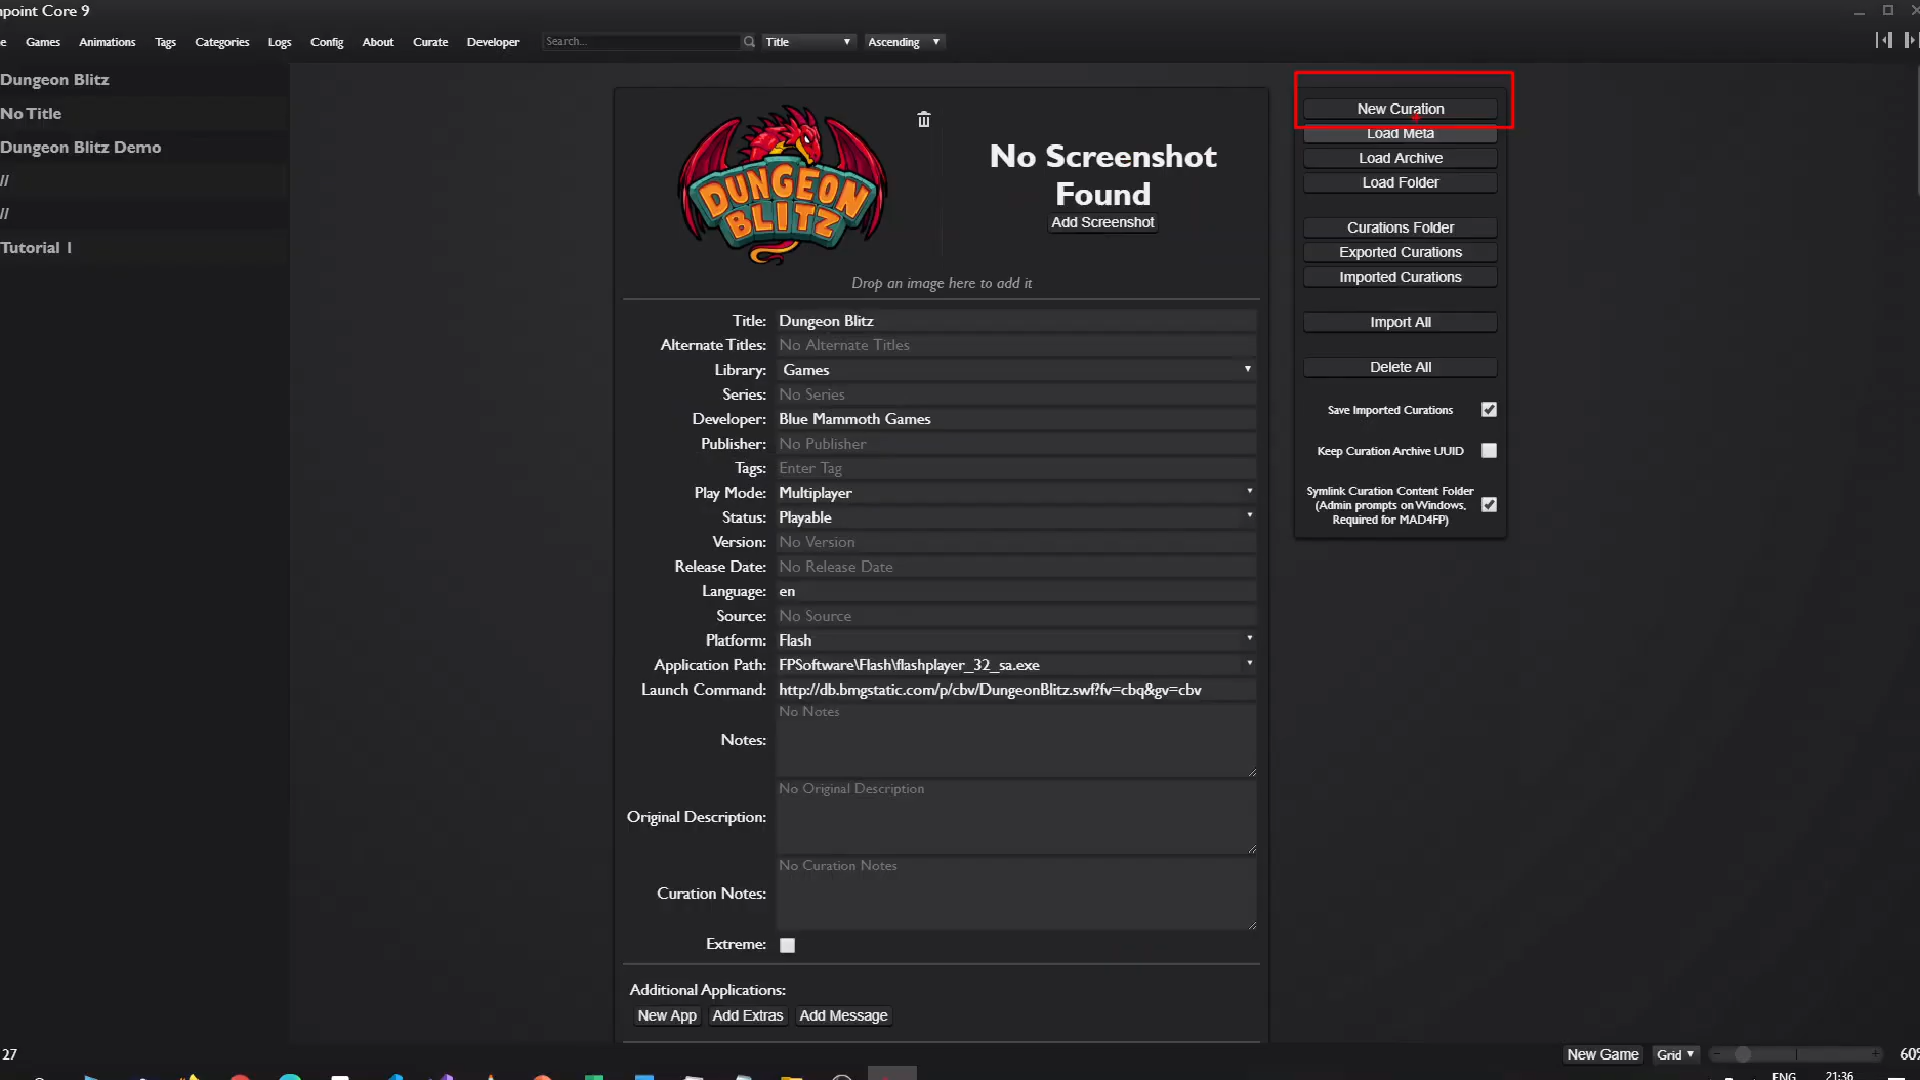 point Core 9
e Games Animations Tags Categories Logs Config About Curate Developer Search... Title Ascending
Dungeon Blitz
No Title
Dungeon Blitz Demo
//
//
Tutorial 1
DUNGEON
BLITZ
No Screenshot
Found
Add Screenshot
Drop an image here to add it
Title: Dungeon Blitz
Alternate Titles: No Alternate Titles
Library: Games
Series: No Series
Developer: Blue Mammoth Games
Publisher: No Publisher
Tags: Enter Tag
Play Mode: Multiplayer
Status: Playable
Version: No Version
Release Date: No Release Date
Language: en
Source: No Source
Platform: Flash
Application Path: FPSoftware\Flash\flashplayer_32_sa.exe
Launch Command: http://db.bmgstatic.com/p/cbv/DungeonBlitz.swf?fv=cbq&gv=cbv
Notes: No Notes
Original Description: No Original Description
Curation Notes: No Curation Notes
Extreme:
Additional Applications:
New App Add Extras Add Message
New Curation
Load Meta
Load Archive
Load Folder
Curations Folder
Exported Curations
Imported Curations
Import All
Delete All
Save Imported Curations
Keep Curation Archive UUID
Symlink Curation Content Folder
(Admin prompts on Windows,
Required for MAD4FP)
27
New Game Grid 60%
ENG 21:36